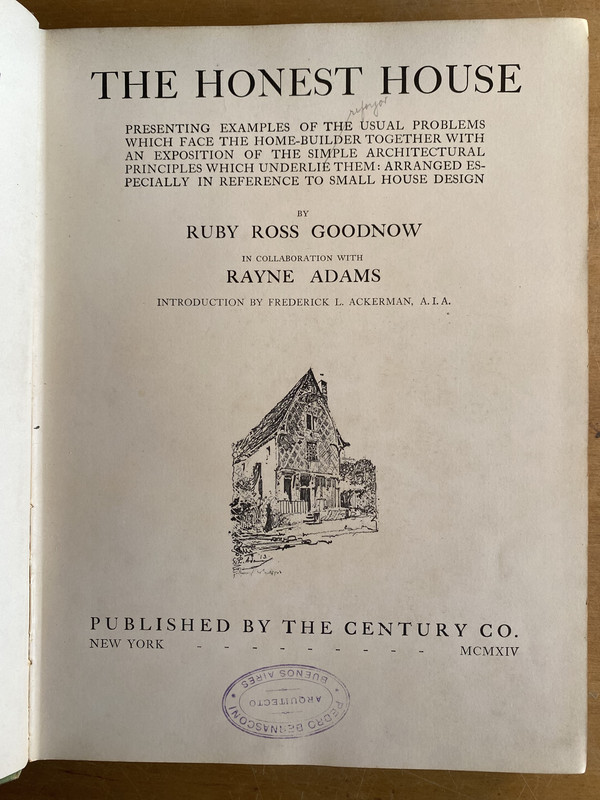 THE HONEST HOUSE
PRESENTING EXAMPLES OF THE USUAL PROBLEMS
WHICH FACE THE HOME-BUILDER TOGETHER WITH
AN EXPOSITION OF THE SIMPLE ARCHITECTURAL
PRINCIPLES WHICH UNDERLIE THEM: ARRANGED ES-
PECIALLY IN REFERENCE TO SMALL HOUSE DESIGN
BY
RUBY ROSS GOODNOW
IN COLLABORATION WITH
RAYNE ADAMS
INTRODUCTION BY FREDERICK L. ACKERMAN, A. I. A.
PUBLISHED BY THE CENTURY CO.
NEW YORK - - - - - - - - - MCMXIV
PEDRO BERNASCONI
ARQUITECTO
BUENOS AIRES